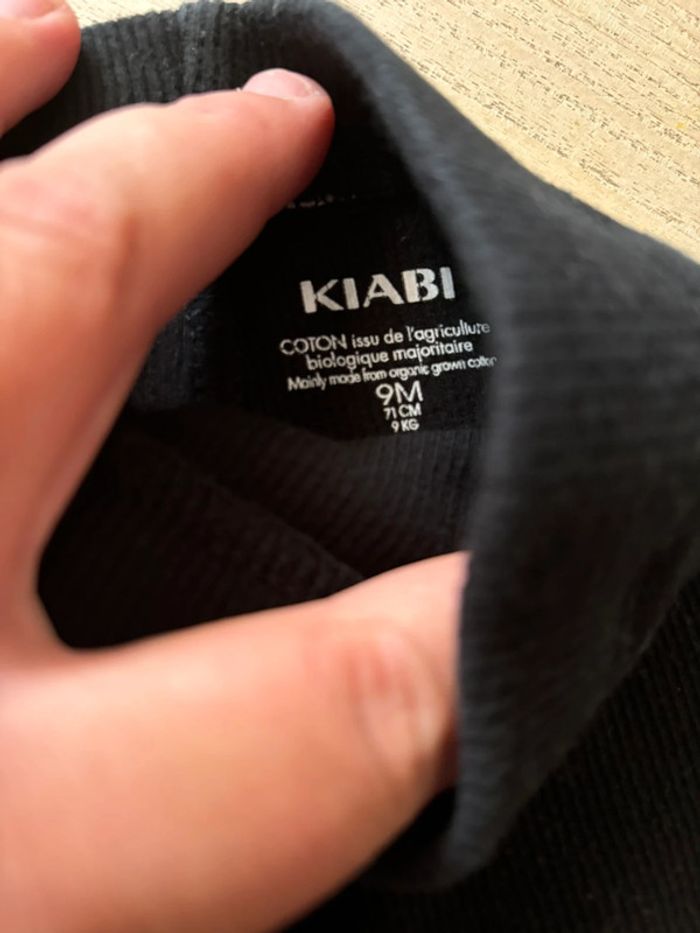 KIABI
COTON issu de l'agriculture
biologique majoritaire
Mainly made from organic grown cotton
9M
71 CM
9 KG